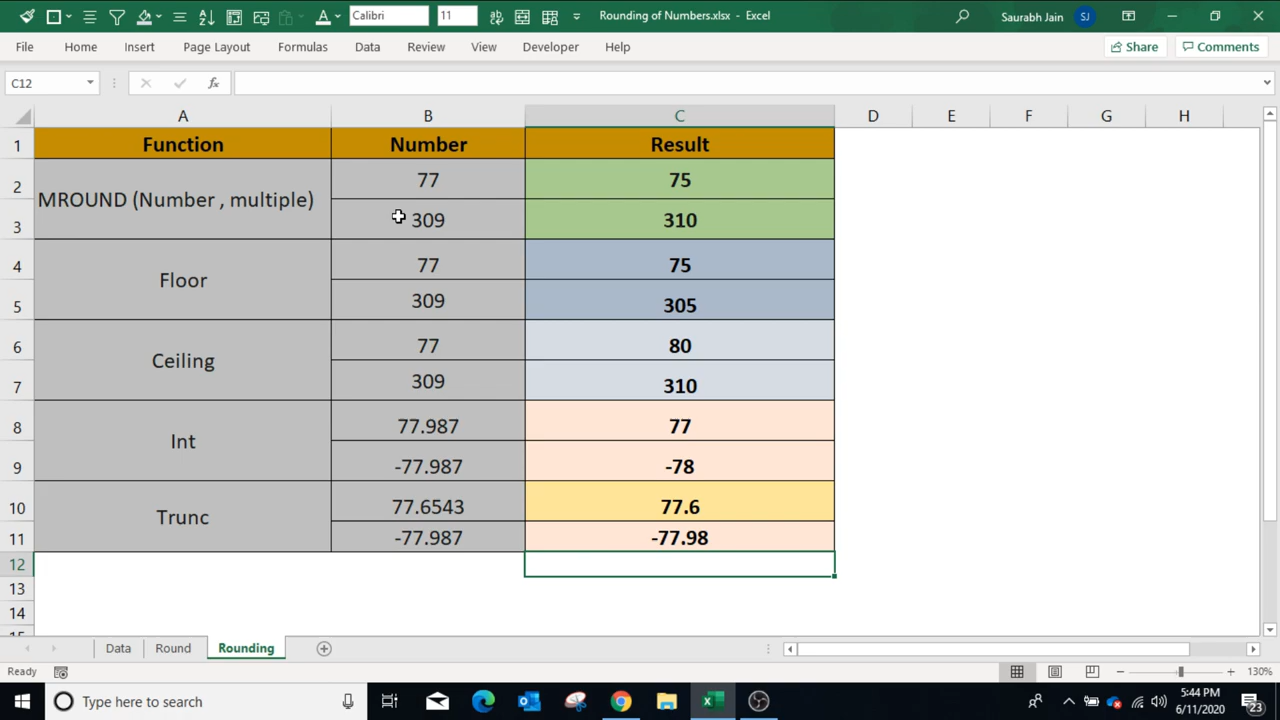 Calibri
11
Rounding of Numbers.xlsx - Excel
Saurabh Jain
SJ
File Home Insert Page Layout Formulas Data Review View Developer Help
Share
Comments
C12
fx
A B C D E F G H
1 Function Number Result
2 MROUND (Number , multiple) 77 75
3 309 310
4 Floor 77 75
5 309 305
6 Ceiling 77 80
7 309 310
8 Int 77.987 77
9 -77.987 -78
10 Trunc 77.6543 77.6
11 -77.987 -77.98
12
13
14
15
Data Round Rounding
Ready
130%
Type here to search
5:44 PM
6/11/2020
23